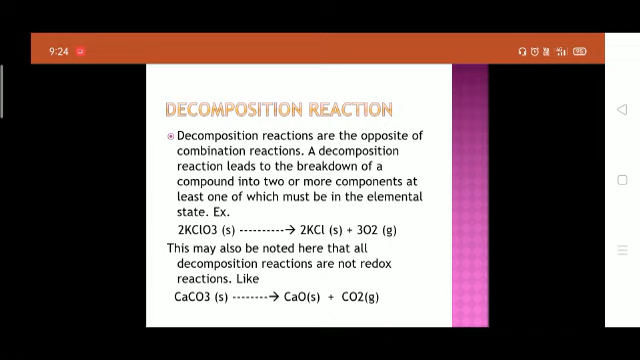 9:24
95
DECOMPOSITION REACTION
Decomposition reactions are the opposite of
combination reactions. A decomposition
reaction leads to the breakdown of a
compound into two or more components at
least one of which must be in the elemental
state. Ex.
2KClO3 (s) ----------→ 2KCl (s) + 3O2 (g)
This may also be noted here that all
decomposition reactions are not redox
reactions. Like
CaCO3 (s) --------→ CaO(s) + CO2(g)